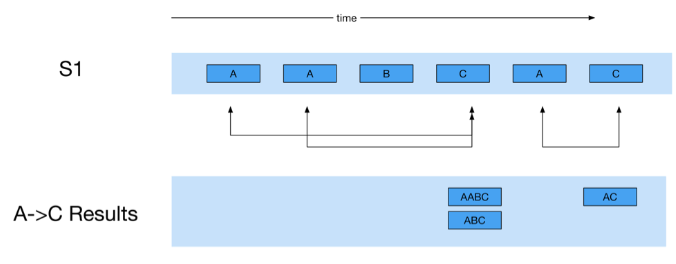 time
S1
A A B C A C
A->C Results
AABC AC
ABC